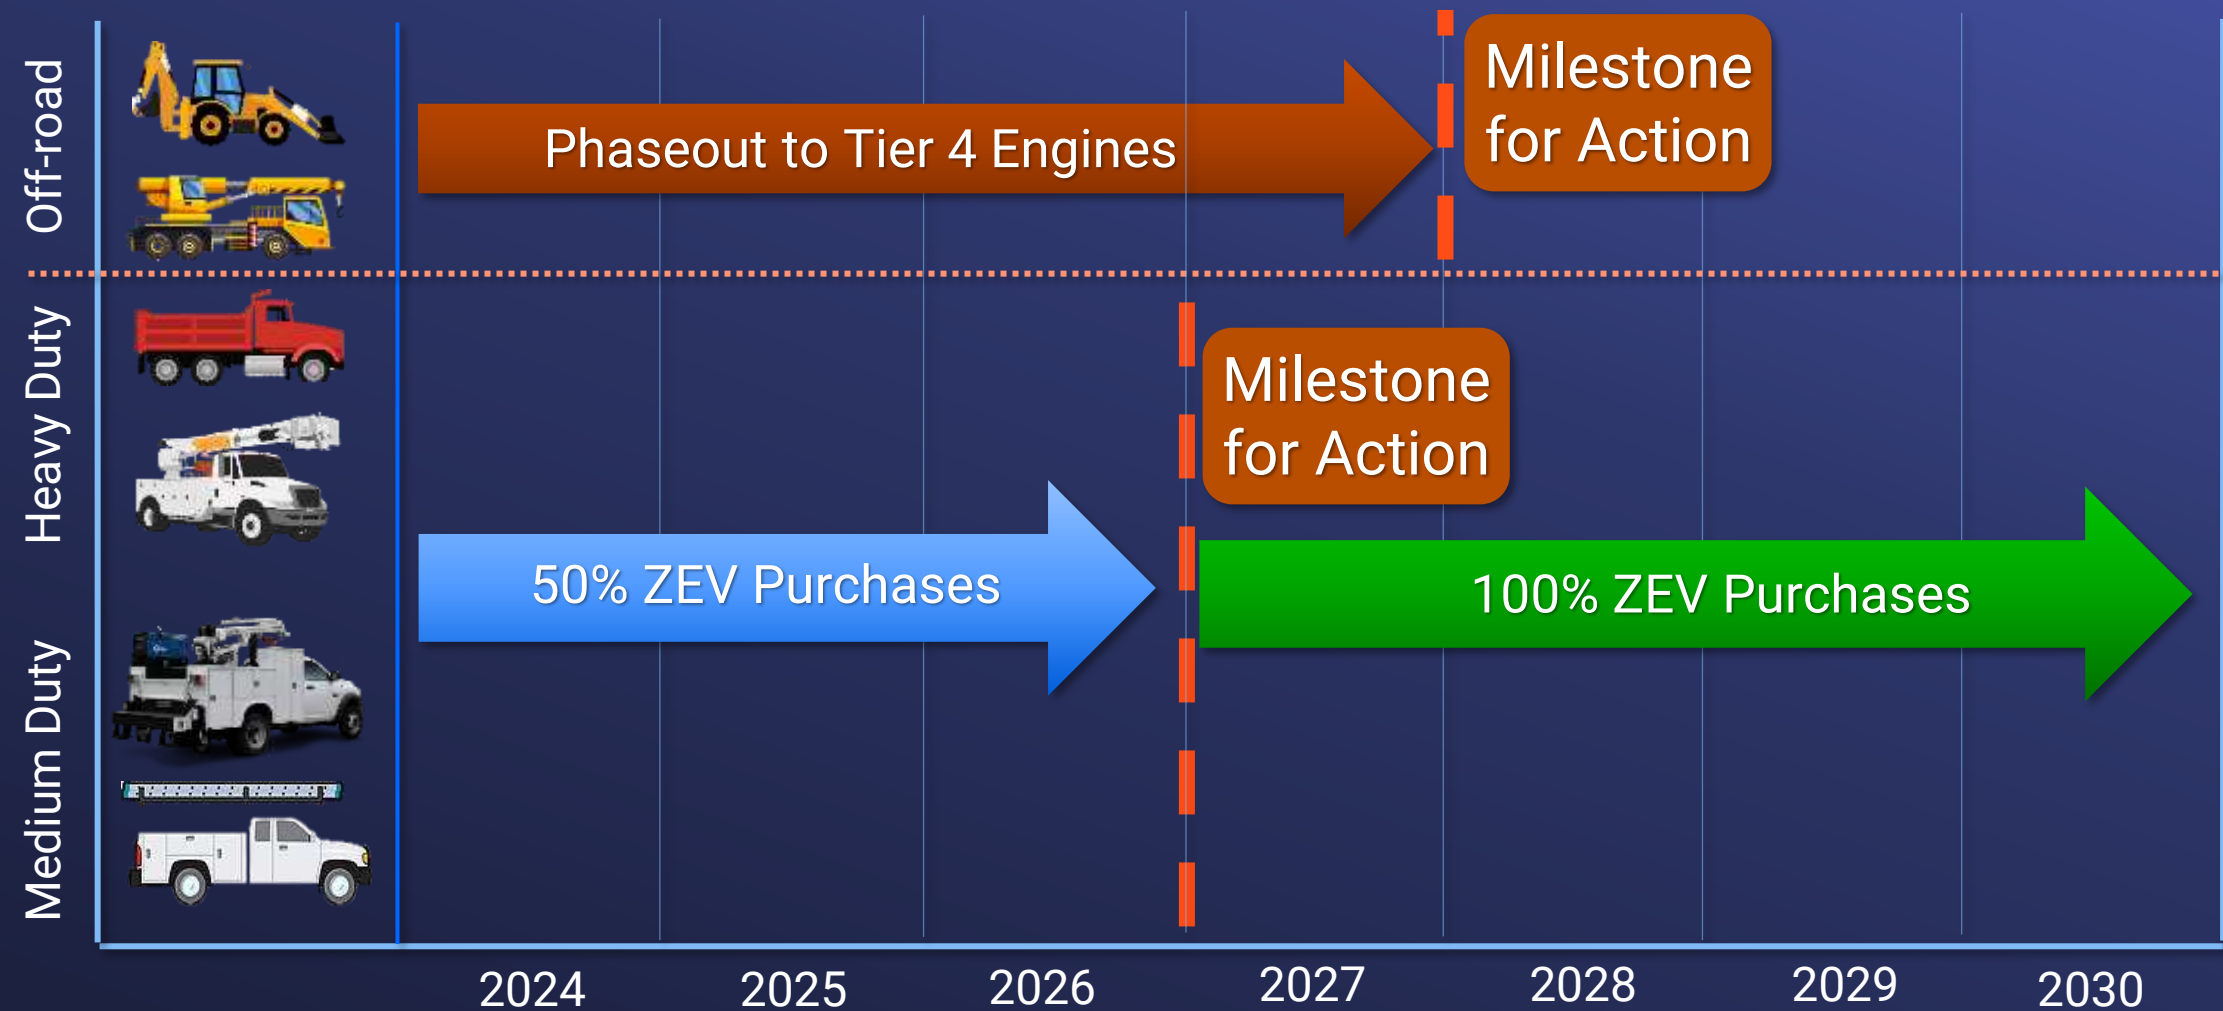 Off-road
Phaseout to Tier 4 Engines
Milestone
for Action
Heavy Duty
Milestone
for Action
50% ZEV Purchases
100% ZEV Purchases
Medium Duty
2024
2025
2026
2027
2028
2029
2030